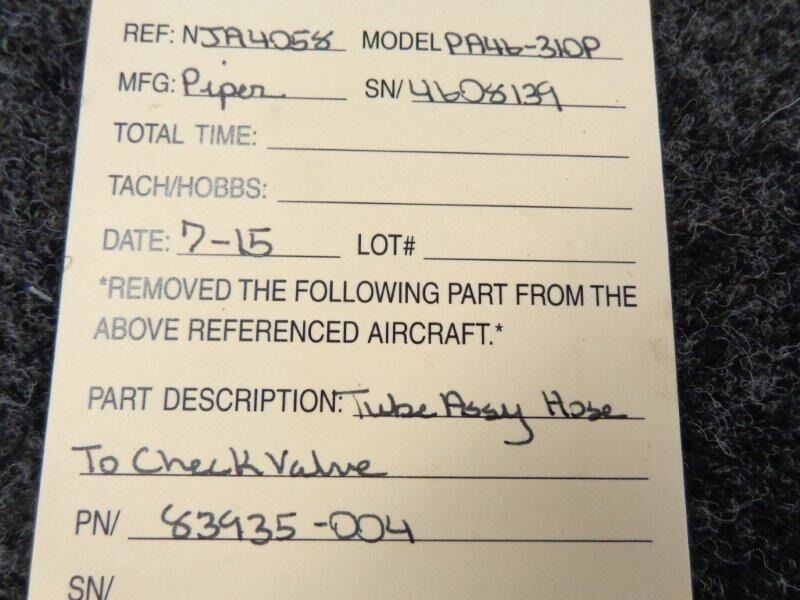 REF: NJA4058 MODEL PA46-310P
MFG: Piper SN/ 4608139
TOTAL TIME:
TACH/HOBBS:
DATE: 7-15 LOT#
*REMOVED THE FOLLOWING PART FROM THE
ABOVE REFERENCED AIRCRAFT.*
PART DESCRIPTION: Tube Assy Hose
To Check Valve
PN/ 83935-004
SN/